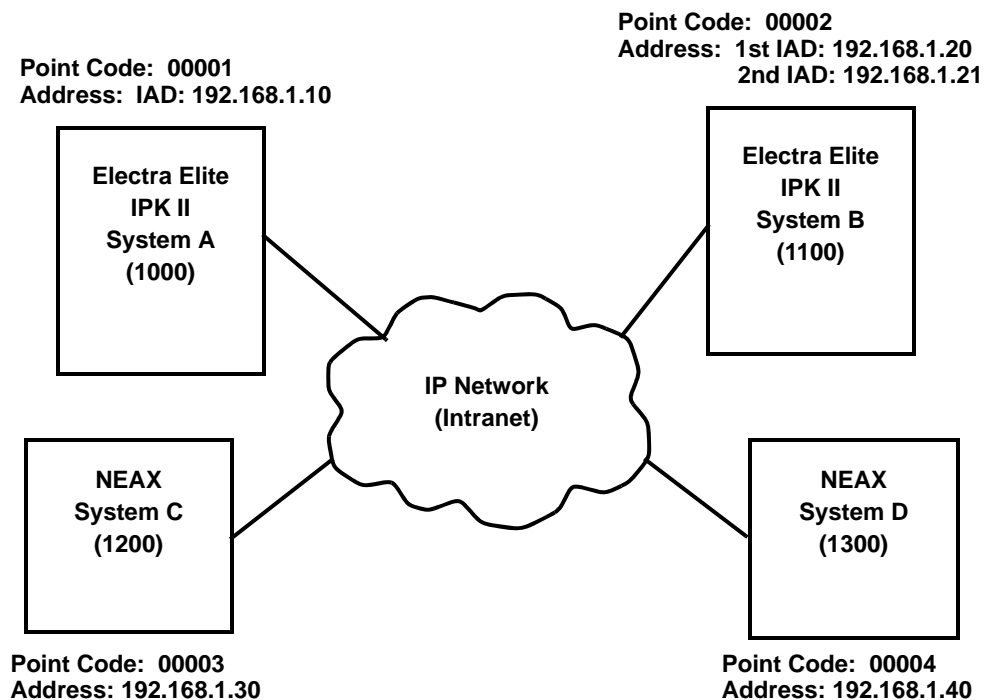 Point Code: 00001
Address: IAD: 192.168.1.10
Point Code: 00002
Address: 1st IAD: 192.168.1.20
2nd IAD: 192.168.1.21
Electra Elite
IPK II
System A
(1000)
Electra Elite
IPK II
System B
(1100)
IP Network
(Intranet)
NEAX
System C
(1200)
NEAX
System D
(1300)
Point Code: 00003
Address: 192.168.1.30
Point Code: 00004
Address: 192.168.1.40